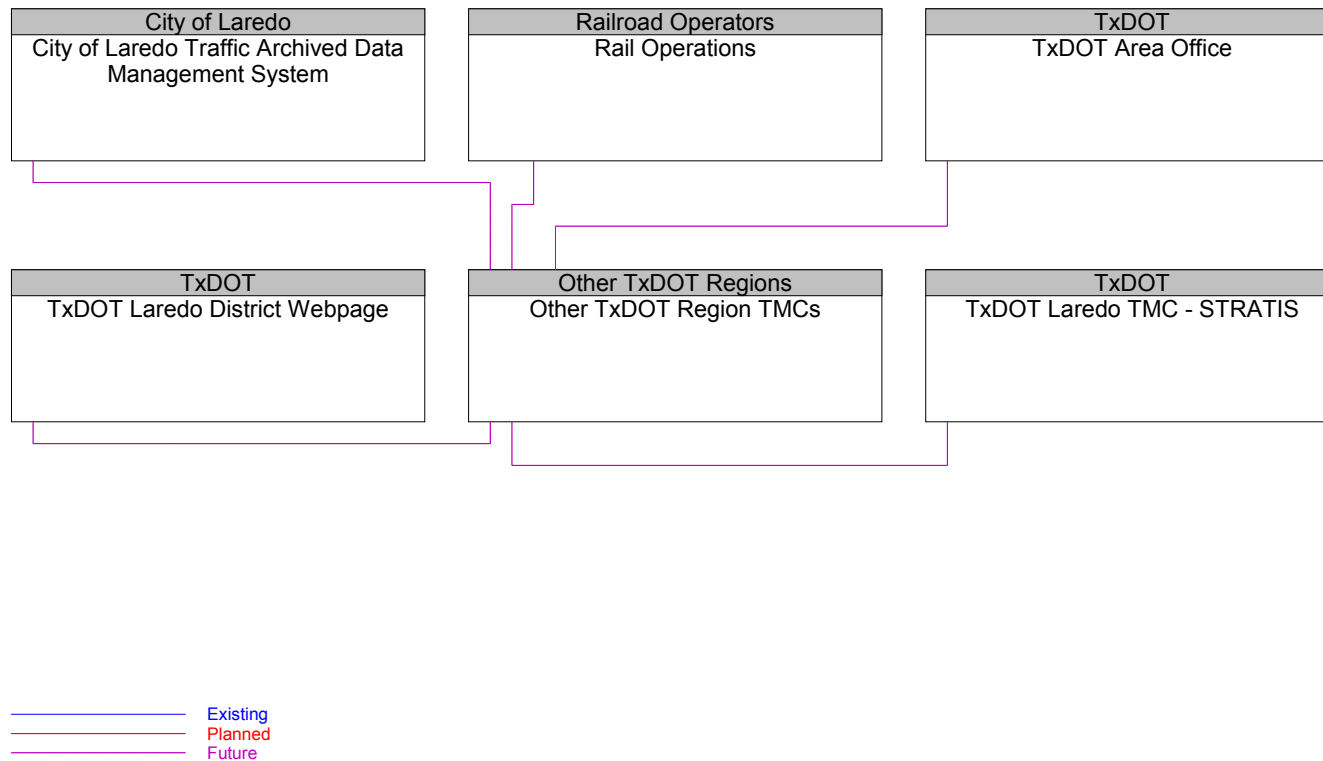 City of Laredo
City of Laredo Traffic Archived Data
Management System
Railroad Operators
Rail Operations
TxDOT
TxDOT Area Office
TxDOT
TxDOT Laredo District Webpage
Other TxDOT Regions
Other TxDOT Region TMCs
TxDOT
TxDOT Laredo TMC - STRATIS
Existing
Planned
Future